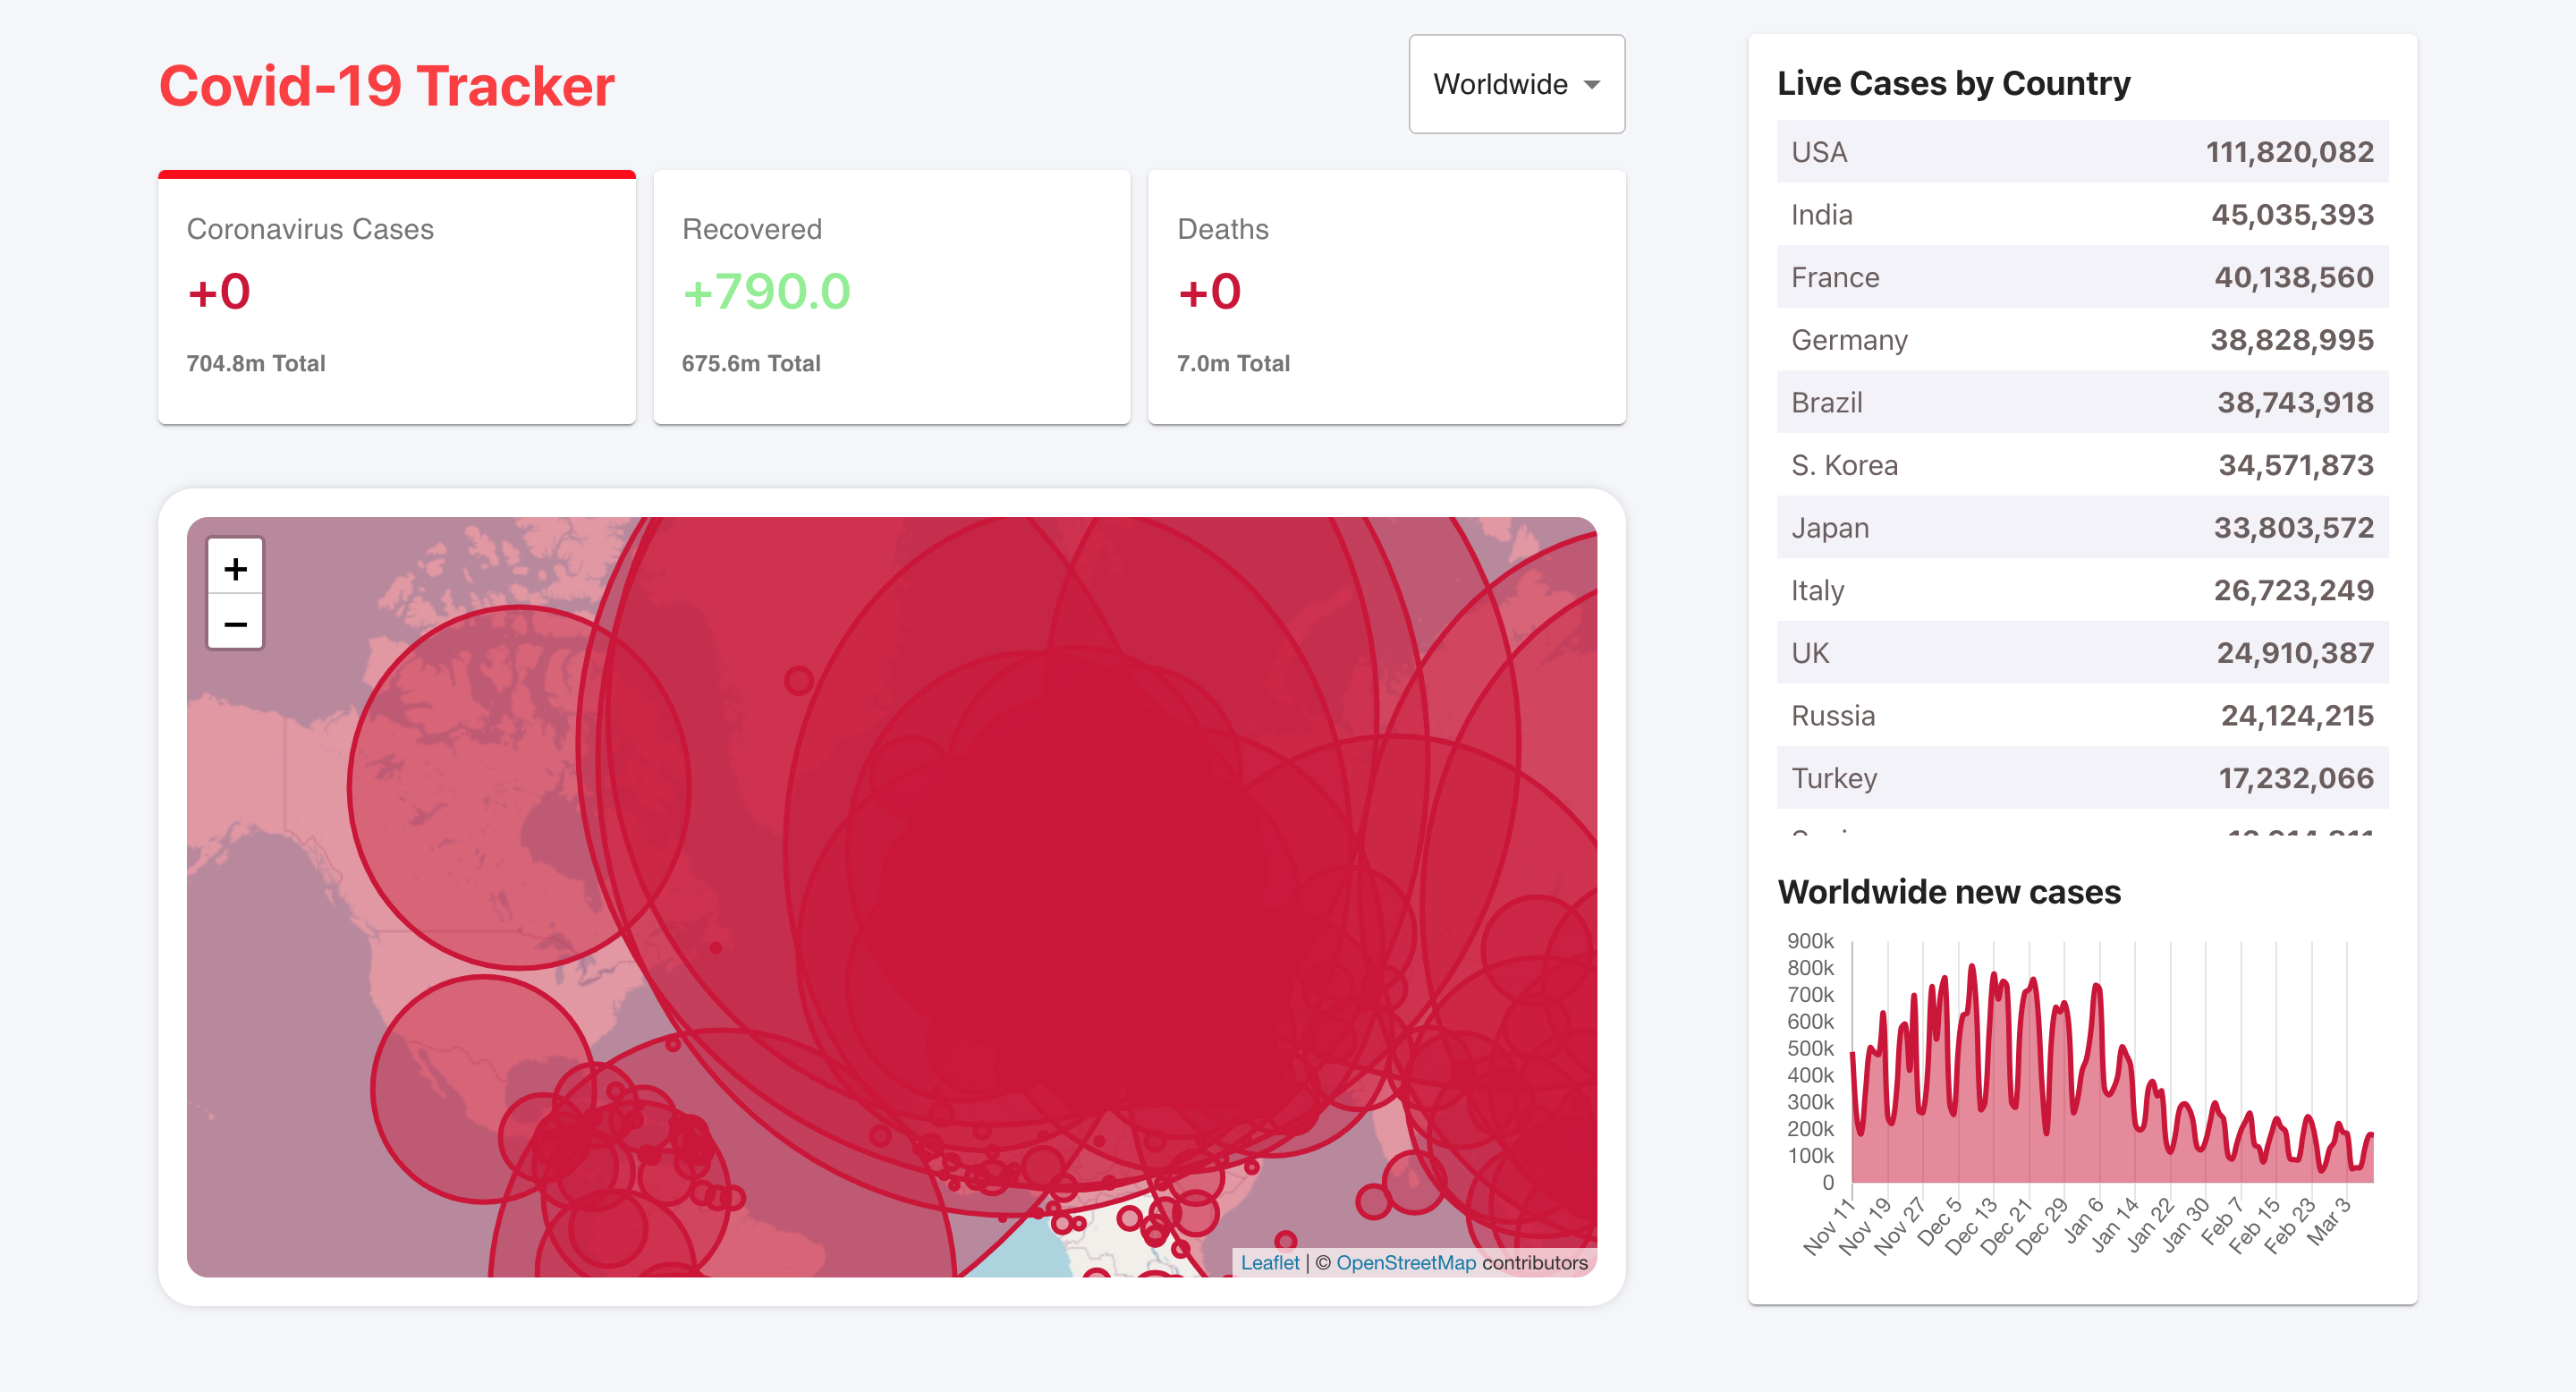 Covid-19 Tracker
Worldwide
Coronavirus Cases
+0
704.8m Total
Recovered
+790.0
675.6m Total
Deaths
+0
7.0m Total
+
−
Leaflet | © OpenStreetMap contributors
Live Cases by Country
USA 111,820,082
India 45,035,393
France 40,138,560
Germany 38,828,995
Brazil 38,743,918
S. Korea 34,571,873
Japan 33,803,572
Italy 26,723,249
UK 24,910,387
Russia 24,124,215
Turkey 17,232,066
Worldwide new cases
900k
800k
700k
600k
500k
400k
300k
200k
100k
0
Nov 11
Nov 19
Nov 27
Dec 5
Dec 13
Dec 21
Dec 29
Jan 6
Jan 14
Jan 22
Jan 30
Feb 7
Feb 15
Feb 23
Mar 3